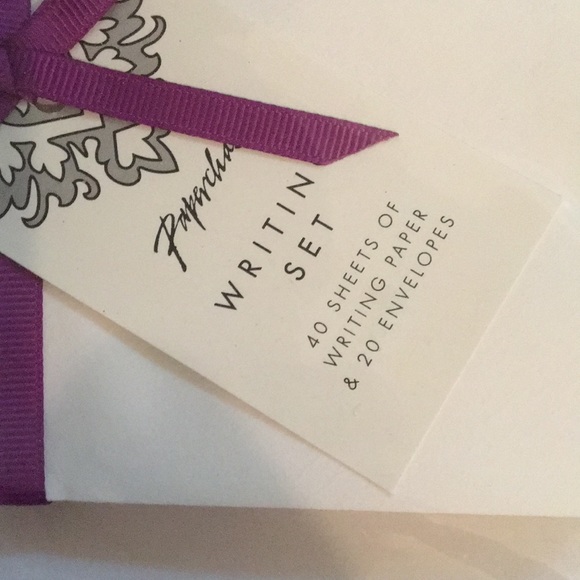 WRITIN
SET
40 SHEETS OF
WRITING PAPER
& 20 ENVELOPES